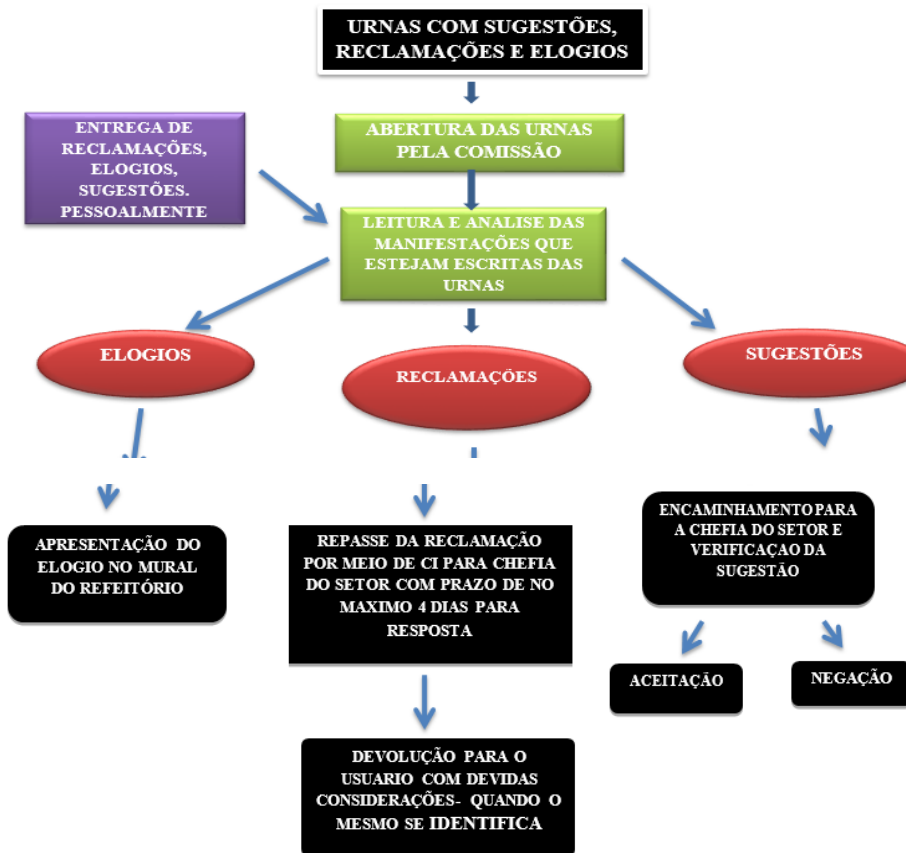 URNAS COM SUGESTÕES,
RECLAMAÇÕES E ELOGIOS
ENTREGA DE
RECLAMAÇÕES,
ELOGIOS,
SUGESTÕES.
PESSOALMENTE
ABERTURA DAS URNAS
PELA COMISSÃO
LEITURA E ANALISE DAS
MANIFESTAÇÕES QUE
ESTEJAM ESCRITAS DAS
URNAS
ELOGIOS
RECLAMAÇÕES
SUGESTÕES
APRESENTAÇÃO DO
ELOGIO NO MURAL
DO REFEITÓRIO
REPASSE DA RECLAMAÇÃO
POR MEIO DE CI PARA CHEFIA
DO SETOR COM PRAZO DE NO
MAXIMO 4 DIAS PARA
RESPOSTA
ENCAMINHAMENTO PARA
A CHEFIA DO SETOR E
VERIFICAÇAO DA
SUGESTÃO
ACEITAÇÃO
NEGAÇÃO
DEVOLUÇÃO PARA O
USUARIO COM DEVIDAS
CONSIDERAÇÕES- QUANDO O
MESMO SE IDENTIFICA